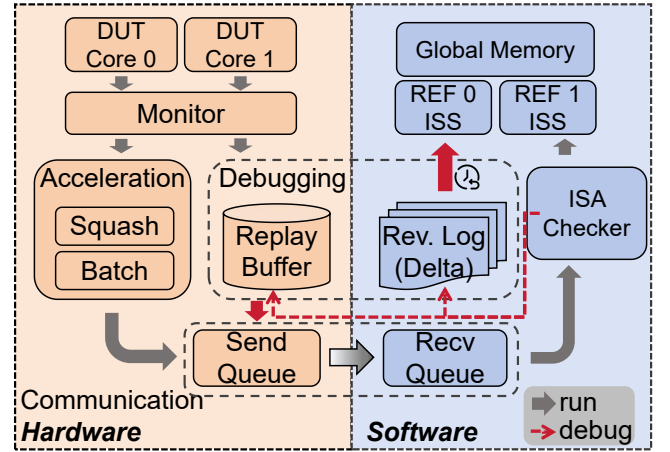 DUT
Core 0
DUT
Core 1
Monitor
Acceleration
Squash
Batch
Debugging
Replay
Buffer
Rev. Log
(Delta)
Global Memory
REF 0
ISS
REF 1
ISS
ISA
Checker
Send
Queue
Recv
Queue
Communication
Hardware
Software
run
debug